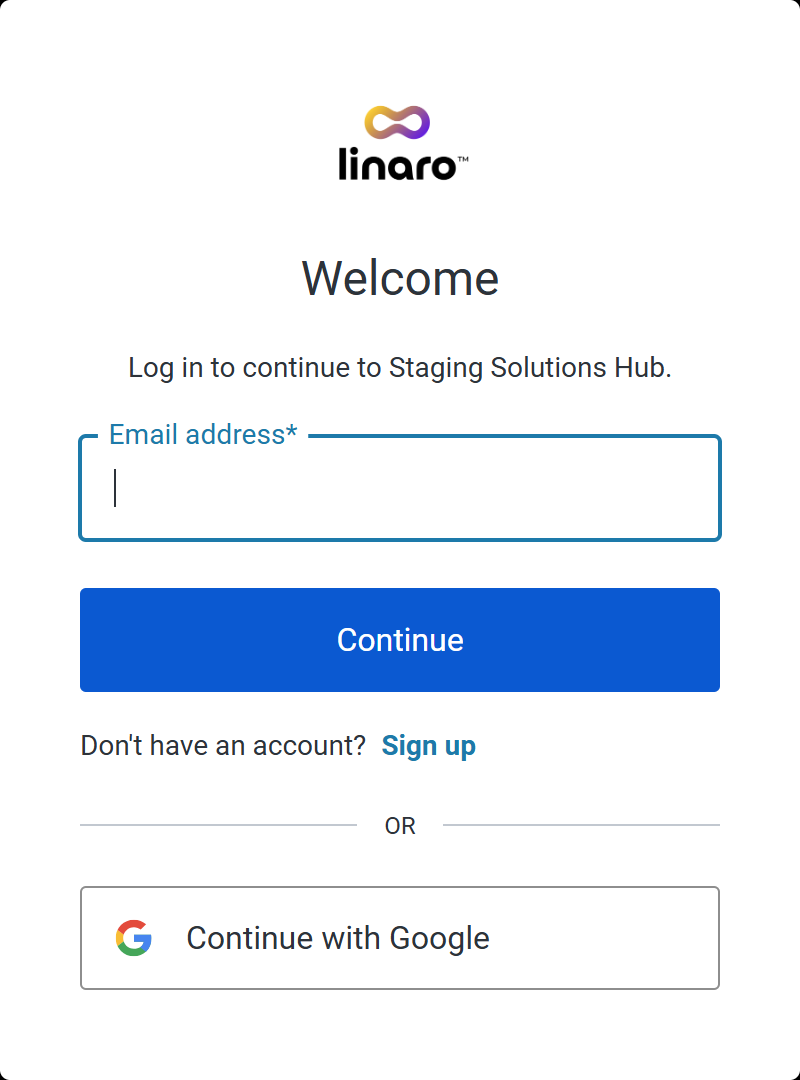 linaro™
Welcome
Log in to continue to Staging Solutions Hub.
Email address*
Continue
Don't have an account? Sign up
OR
Continue with Google